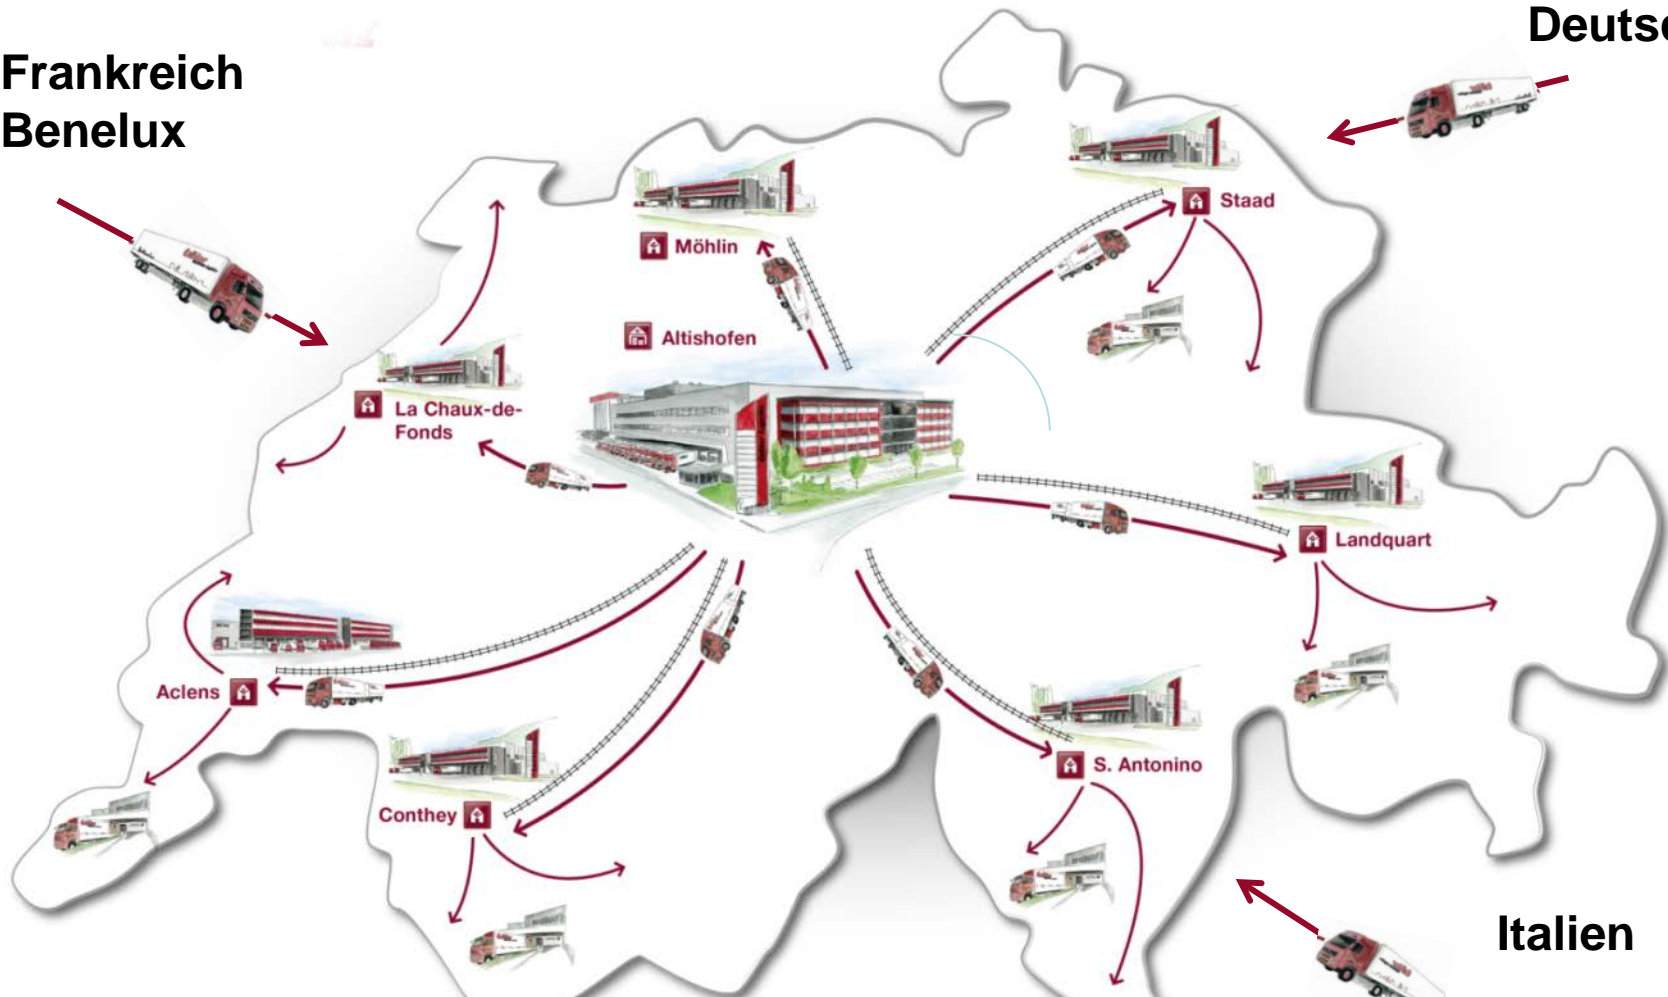 Deutsc
Frankreich
Benelux
Staad
Möhlin
Altishofen
La Chaux-de-
Fonds
Landquart
Aclens
S. Antonino
Conthey
Italien